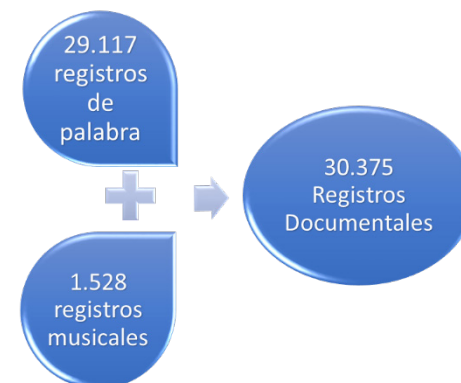 29.117
registros
de
palabra
1.528
registros
musicales
30.375
Registros
Documentales